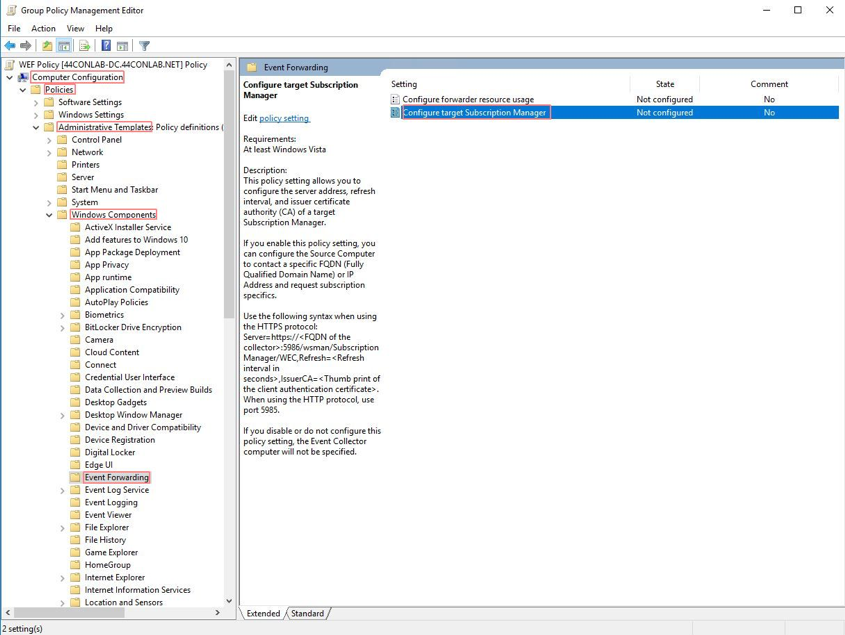 Group Policy Management Editor
File Action View Help
WEF Policy [44CONLAB-DC.44CONLAB.NET] Policy
Computer Configuration
Policies
Software Settings
Windows Settings
Administrative Templates: Policy definitions (
Control Panel
Network
Printers
Server
Start Menu and Taskbar
System
Windows Components
ActiveX Installer Service
Add features to Windows 10
App Package Deployment
App Privacy
App runtime
Application Compatibility
AutoPlay Policies
Biometrics
BitLocker Drive Encryption
Camera
Cloud Content
Connect
Credential User Interface
Data Collection and Preview Builds
Desktop Gadgets
Desktop Window Manager
Device and Driver Compatibility
Device Registration
Digital Locker
Edge UI
Event Forwarding
Event Log Service
Event Logging
Event Viewer
File Explorer
File History
Game Explorer
HomeGroup
Internet Explorer
Internet Information Services
Location and Sensors
Event Forwarding
Configure target Subscription
Manager
Edit policy setting
Requirements:
At least Windows Vista
Description:
This policy setting allows you to
configure the server address, refresh
interval, and issuer certificate
authority (CA) of a target
Subscription Manager.
If you enable this policy setting, you
can configure the Source Computer
to contact a specific FQDN (Fully
Qualified Domain Name) or IP
Address and request subscription
specifics.
Use the following syntax when using
the HTTPS protocol:
Server=https://<FQDN of the
collector>:5986/wsman/Subscription
Manager/WEC,Refresh=<Refresh
interval in
seconds>,IssuerCA=<Thumb print of
the client authentication certificate>.
When using the HTTP protocol, use
port 5985.
If you disable or do not configure this
policy setting, the Event Collector
computer will not be specified.
Setting State Comment
Configure forwarder resource usage Not configured No
Configure target Subscription Manager Not configured No
Extended Standard
2 setting(s)